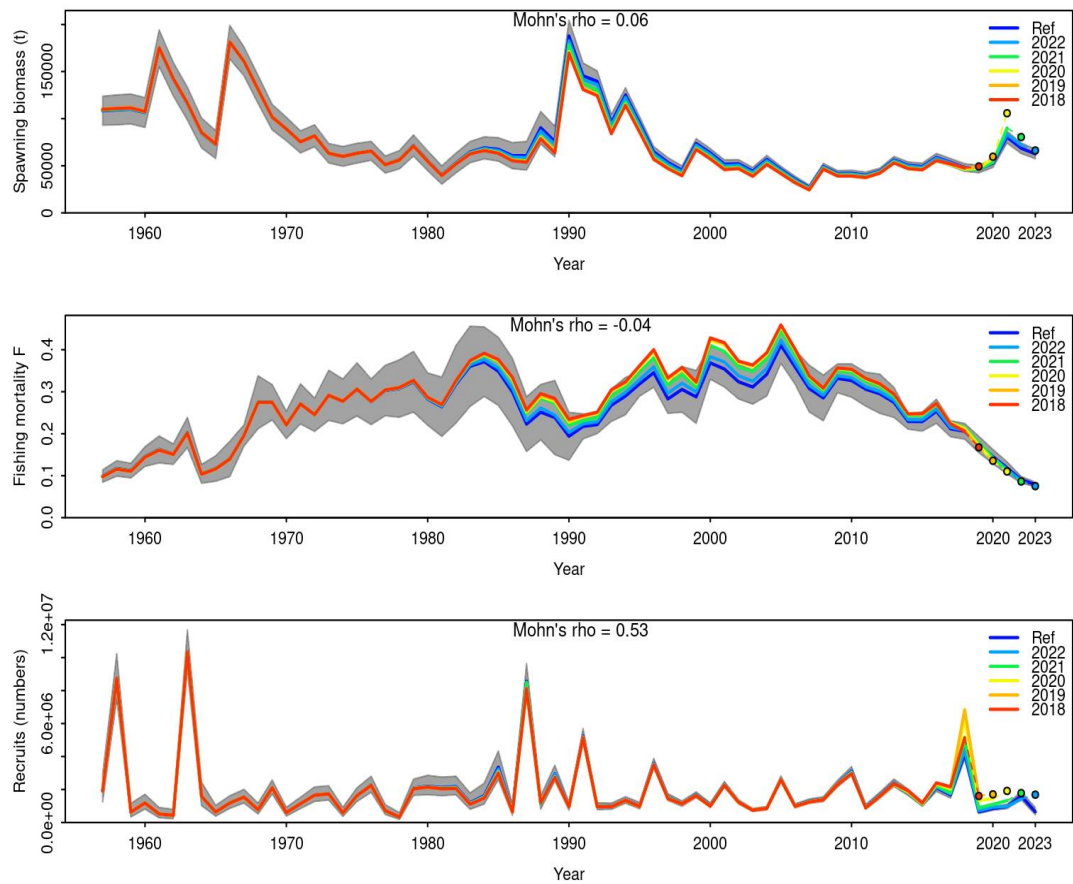 Mohn's rho = 0.06
Spawning biomass (t)
150000
50000
0
Ref
2022
2021
2020
2019
2018
1960 1970 1980 1990 2000 2010 2020 2023
Year
Mohn's rho = -0.04
Fishing mortality F
0.4
0.3
0.2
0.1
0.0
Ref
2022
2021
2020
2019
2018
1960 1970 1980 1990 2000 2010 2020 2023
Year
Mohn's rho = 0.53
Recruits (numbers)
1.2e+07
6.0e+06
0.0e+00
Ref
2022
2021
2020
2019
2018
1960 1970 1980 1990 2000 2010 2020 2023
Year